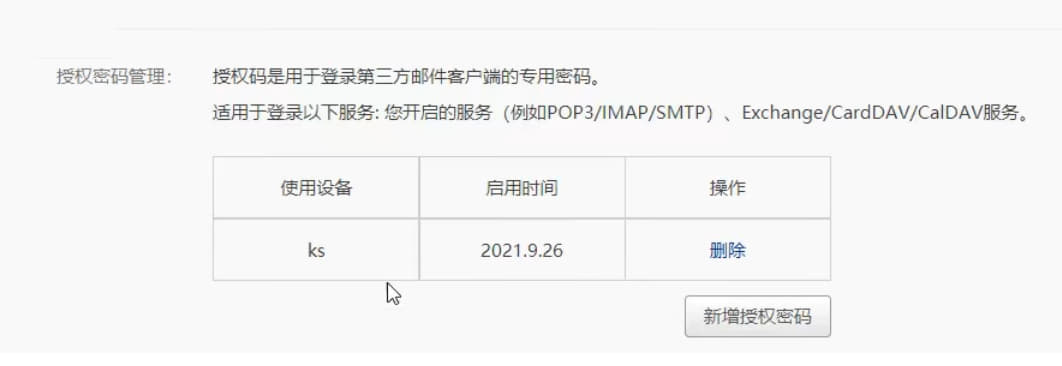 授权密码管理： 授权码是用于登录第三方邮件客户端的专用密码。
适用于登录以下服务: 您开启的服务（例如POP3/IMAP/SMTP）、Exchange/CardDAV/CalDAV服务。
使用设备 启用时间 操作
ks 2021.9.26 删除
新增授权密码